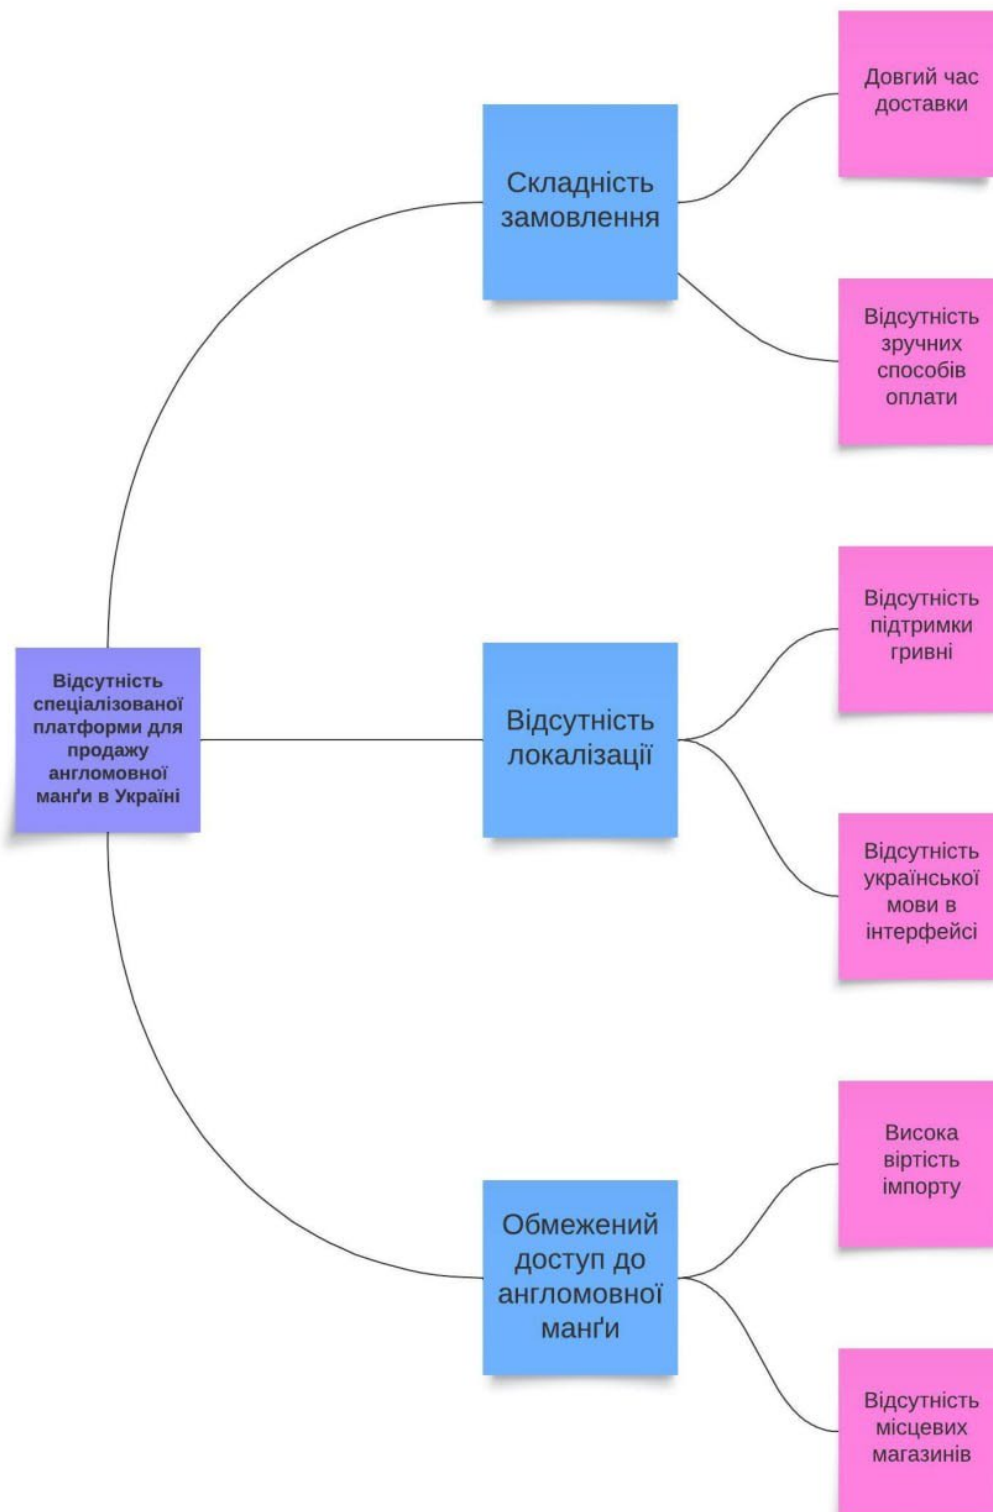 Довгий час
доставки
Складність
замовлення
Відсутність
зручних
способів
оплати
Відсутність
підтримки
гривні
Відсутність
спеціалізованої
платформи для
продажу
англомовної
манґи в Україні
Відсутність
локалізації
Відсутність
української
мови в
інтерфейсі
Висока
віртість
імпорту
Обмежений
доступ до
англомовної
манґи
Відсутність
місцевих
магазинів